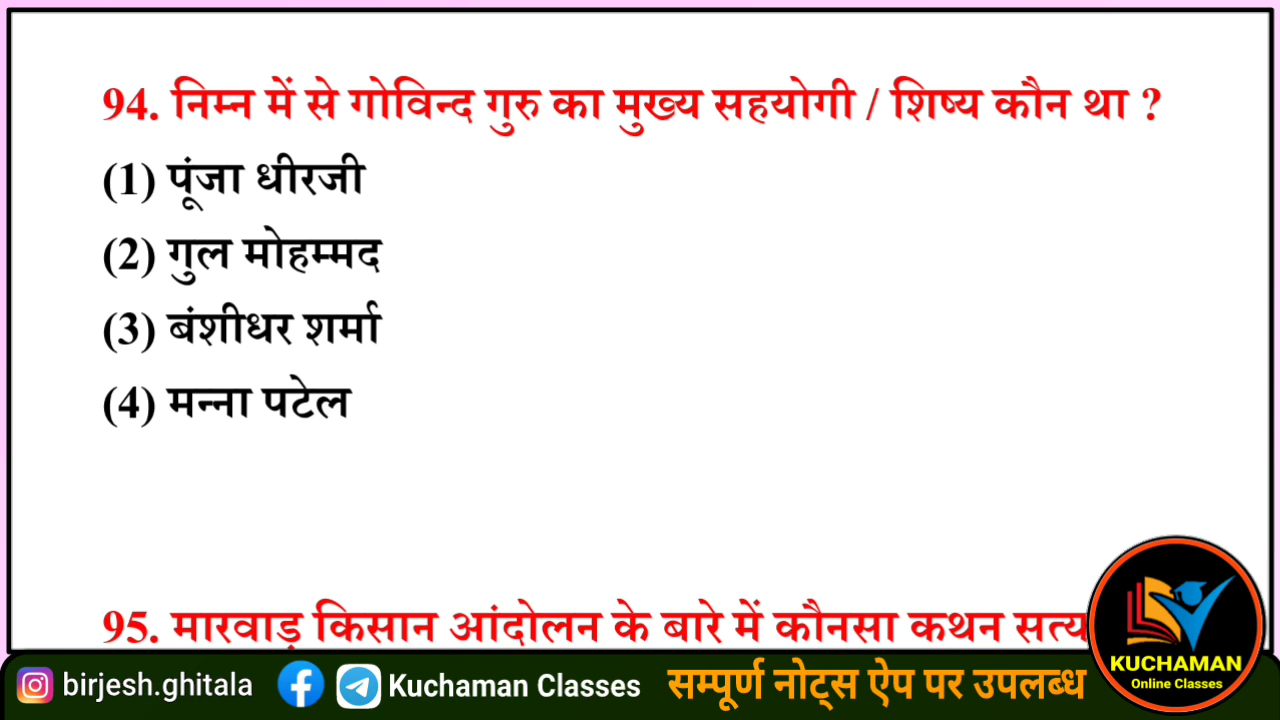 94. निम्न में से गोविन्द गुरु का मुख्य सहयोगी / शिष्य कौन था ?
(1) पूंजा धीरजी
(2) गुल मोहम्मद
(3) बंशीधर शर्मा
(4) मन्ना पटेल
95. मारवाड़ किसान आंदोलन के बारे में कौनसा कथन सत्य
KUCHAMAN
Online Classes
birjesh.ghitala Kuchaman Classes सम्पूर्ण नोट्स ऐप पर उपलब्ध